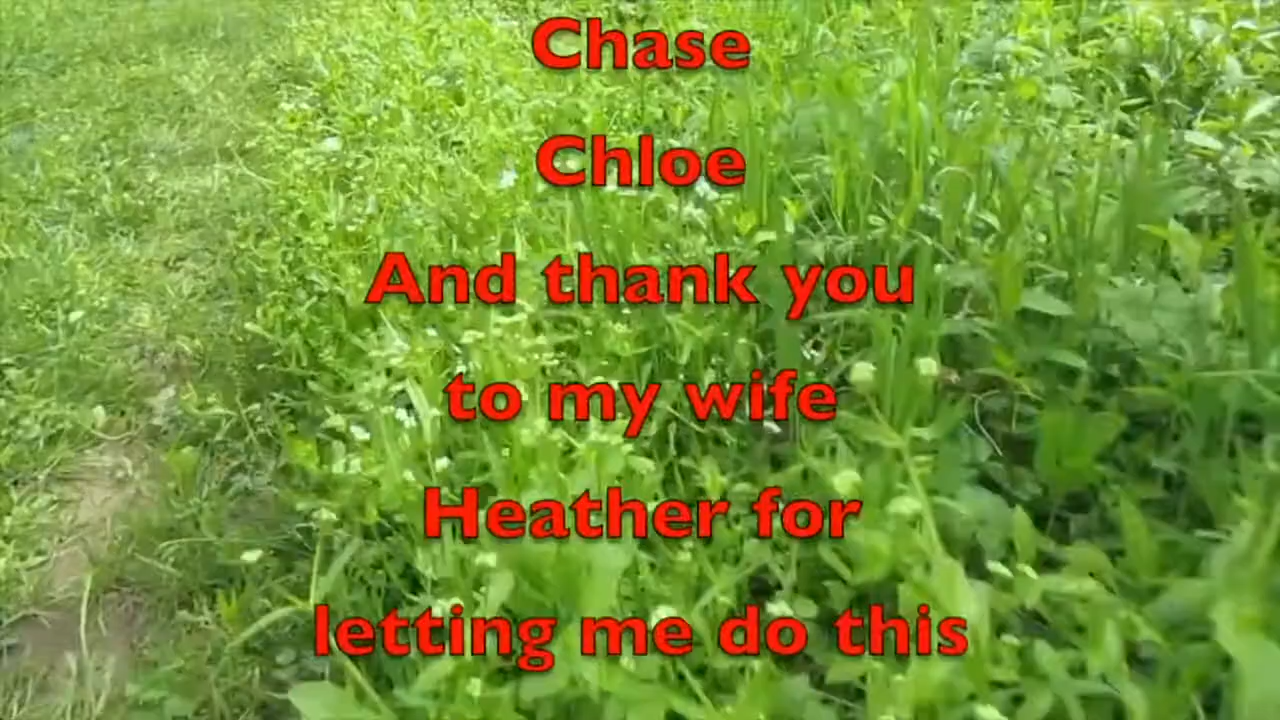 Chase
Chloe
And thank you
to my wife
Heather for
letting me do this